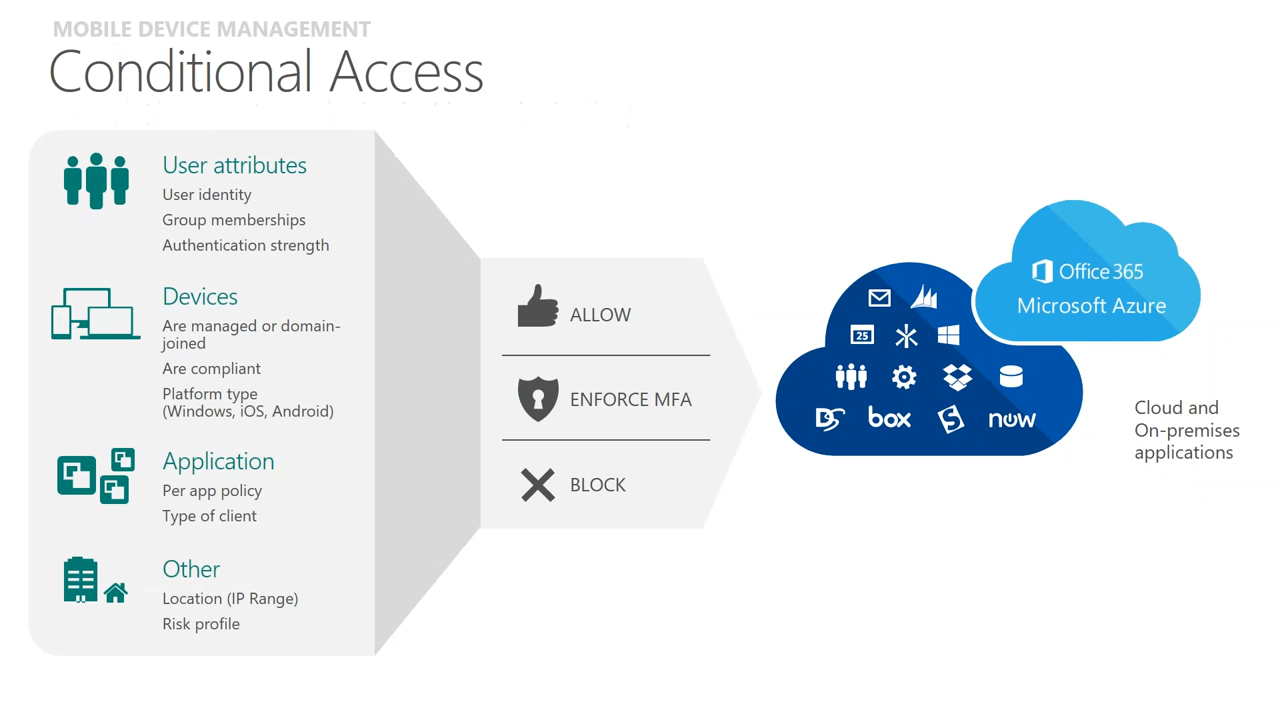 MOBILE DEVICE MANAGEMENT
Conditional Access
User attributes
User identity
Group memberships
Authentication strength
Devices
Are managed or domain-
joined
Are compliant
Platform type
(Windows, iOS, Android)
Application
Per app policy
Type of client
Other
Location (IP Range)
Risk profile
ALLOW
ENFORCE MFA
BLOCK
25
DS box S now
Office 365
Microsoft Azure
Cloud and
On-premises
applications